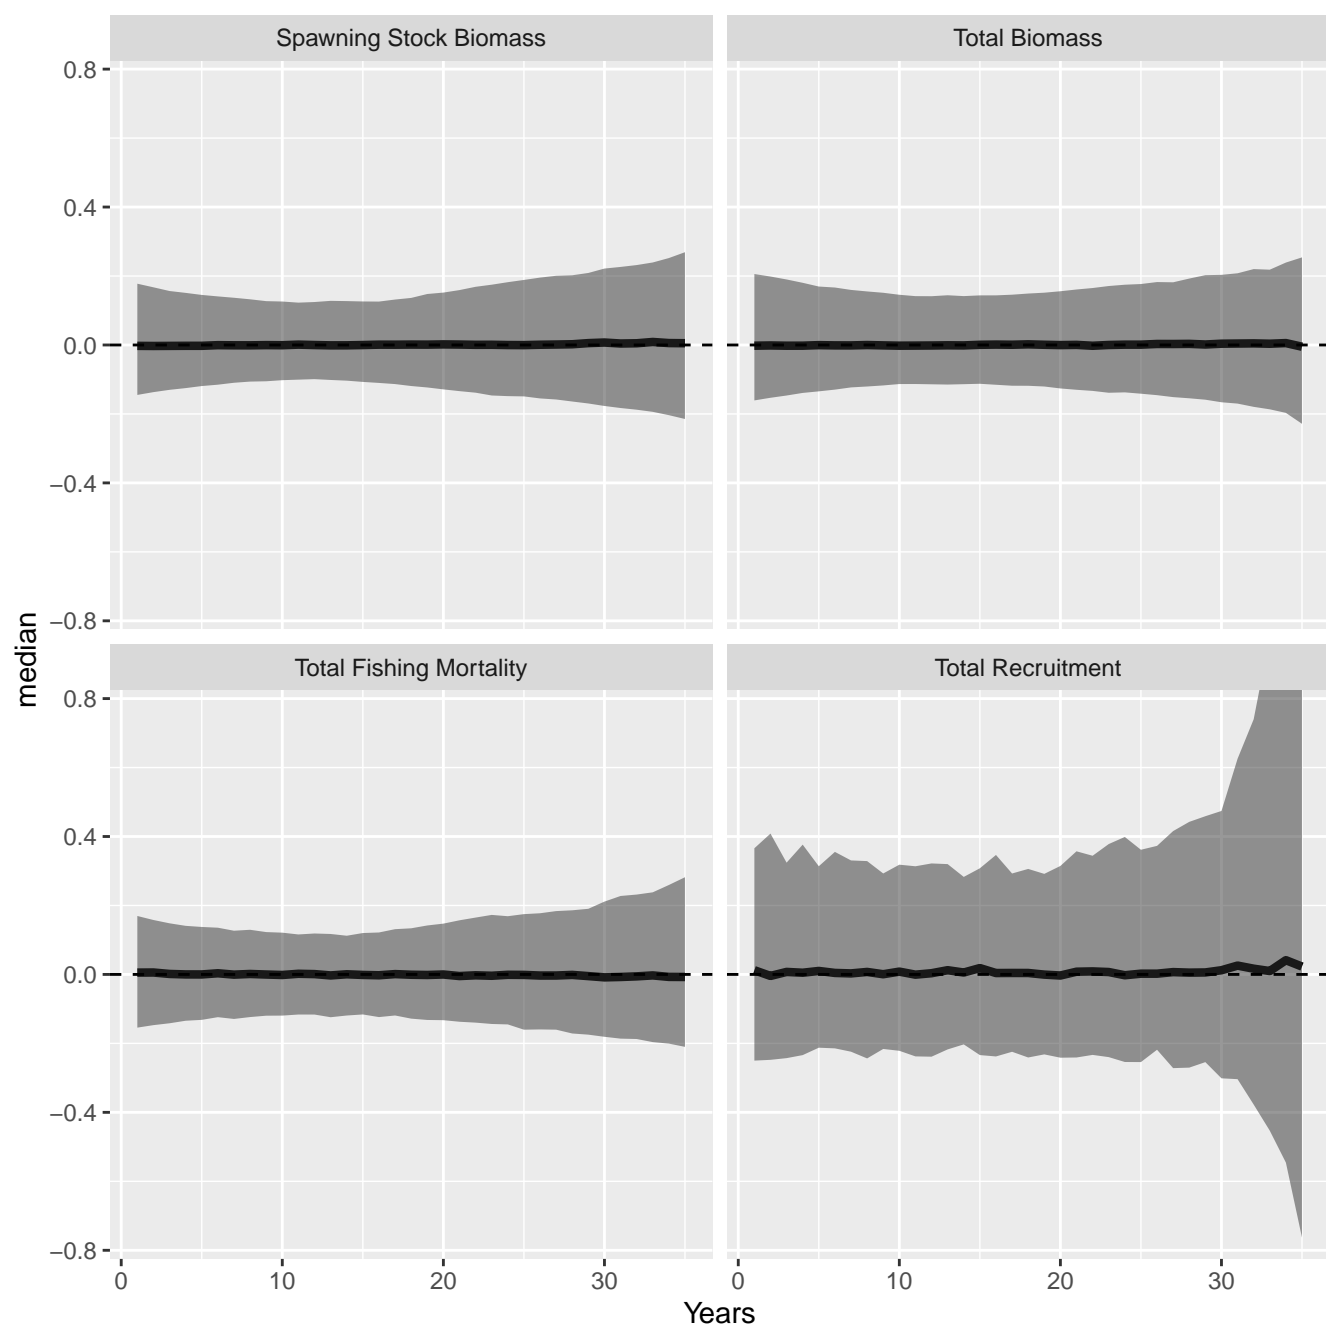 Spawning Stock Biomass
Total Biomass
0.8
0.4
0.0
−0.4
−0.8
median
Total Fishing Mortality
Total Recruitment
0.8
0.4
0.0
−0.4
−0.8
0 10 20 30
0 10 20 30
Years